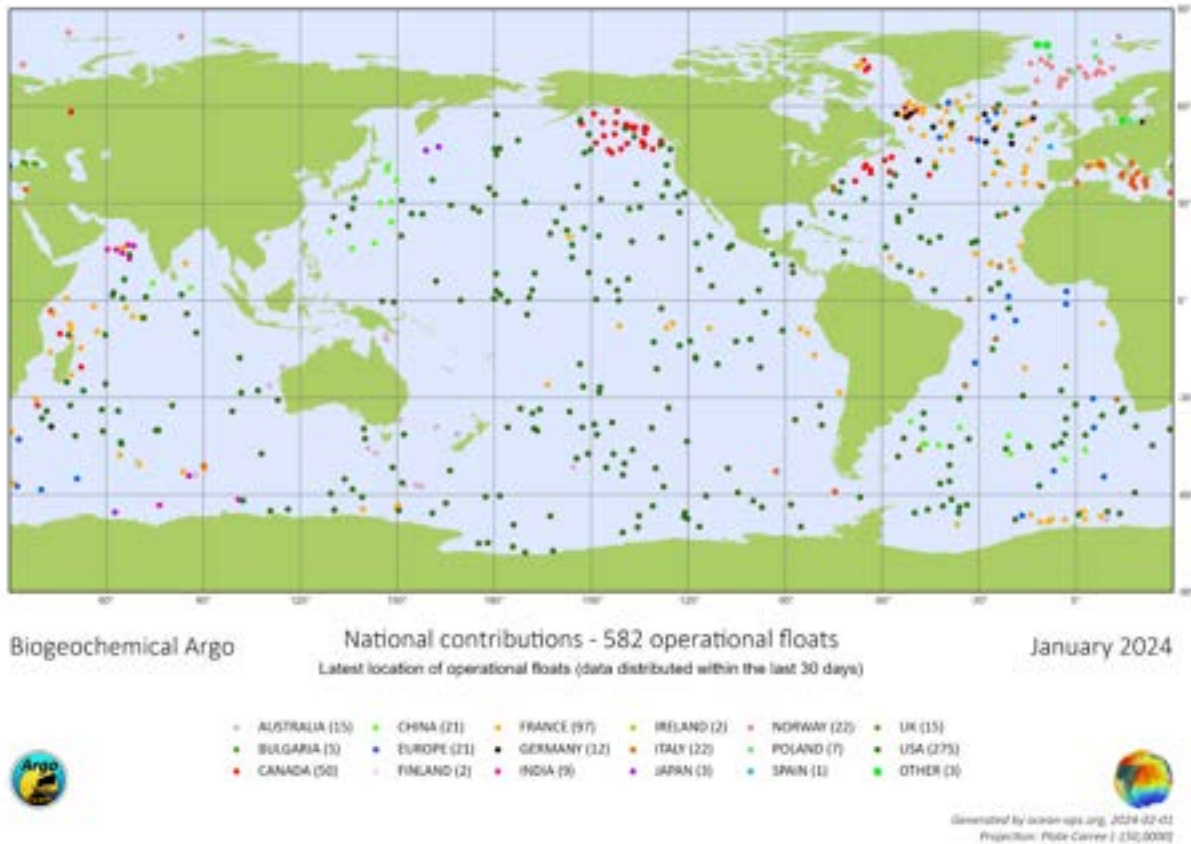 Biogeochemical Argo
National contributions - 582 operational floats
January 2024
Latest location of operational floats (data distributed within the last 30 days)
AUSTRALIA (15) CHINA (21) FRANCE (97) IRELAND (2) NORWAY (22) UK (15)
BULGARIA (5) EUROPE (21) GERMANY (12) ITALY (22) POLAND (7) USA (275)
CANADA (50) FINLAND (2) INDIA (9) JAPAN (3) SPAIN (1) OTHER (3)
Argo
Generated by ocean-ops.org, 2024-02-01
Projection: Plate Carree